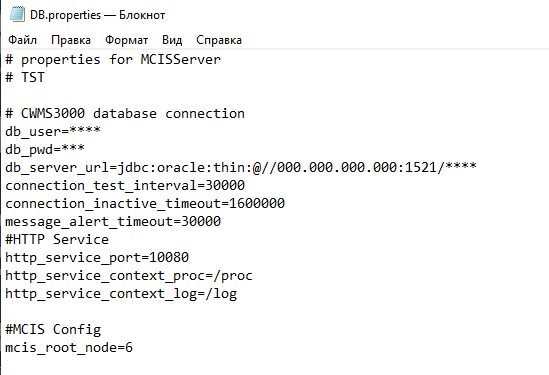 DB.properties — Блокнот
Файл Правка Формат Вид Справка
# properties for MCISServer
# TST

# CWMS3000 database connection
db_user=****
db_pwd=***
db_server_url=jdbc:oracle:thin:@//000.000.000.000:1521/****
connection_test_interval=30000
connection_inactive_timeout=1600000
message_alert_timeout=30000
#HTTP Service
http_service_port=10080
http_service_context_proc=/proc
http_service_context_log=/log

#MCIS Config
mcis_root_node=6